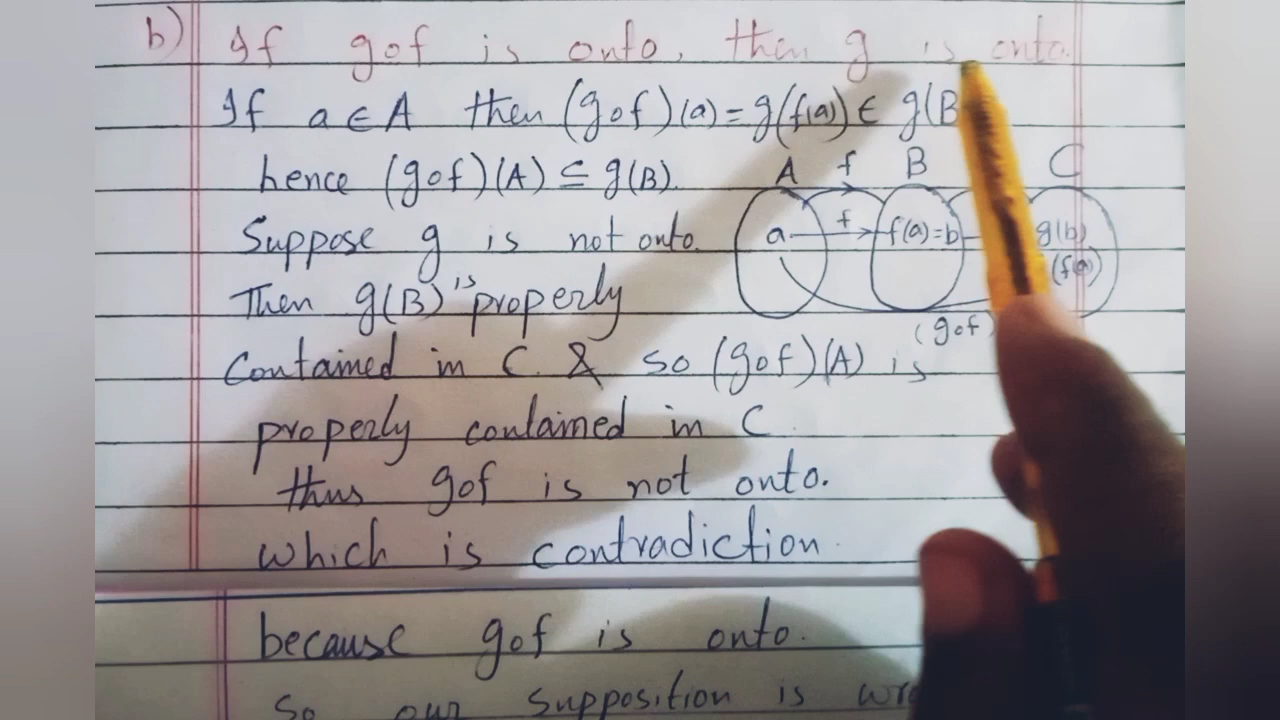 b) If gof is onto, then g is onto.
If a ∈ A then (gof)(a) = g(f(a)) ∈ g(B
hence (gof)(A) ⊆ g(B).
A f B C
Suppose g is not onto.
a f f(a)=b g(b)
(f(a))
Then g(B) is properly
(gof)
Contained in C. & so (gof)(A) is
properly contained in C.
thus gof is not onto.
which is contradiction.
because gof is onto.
So our supposition is